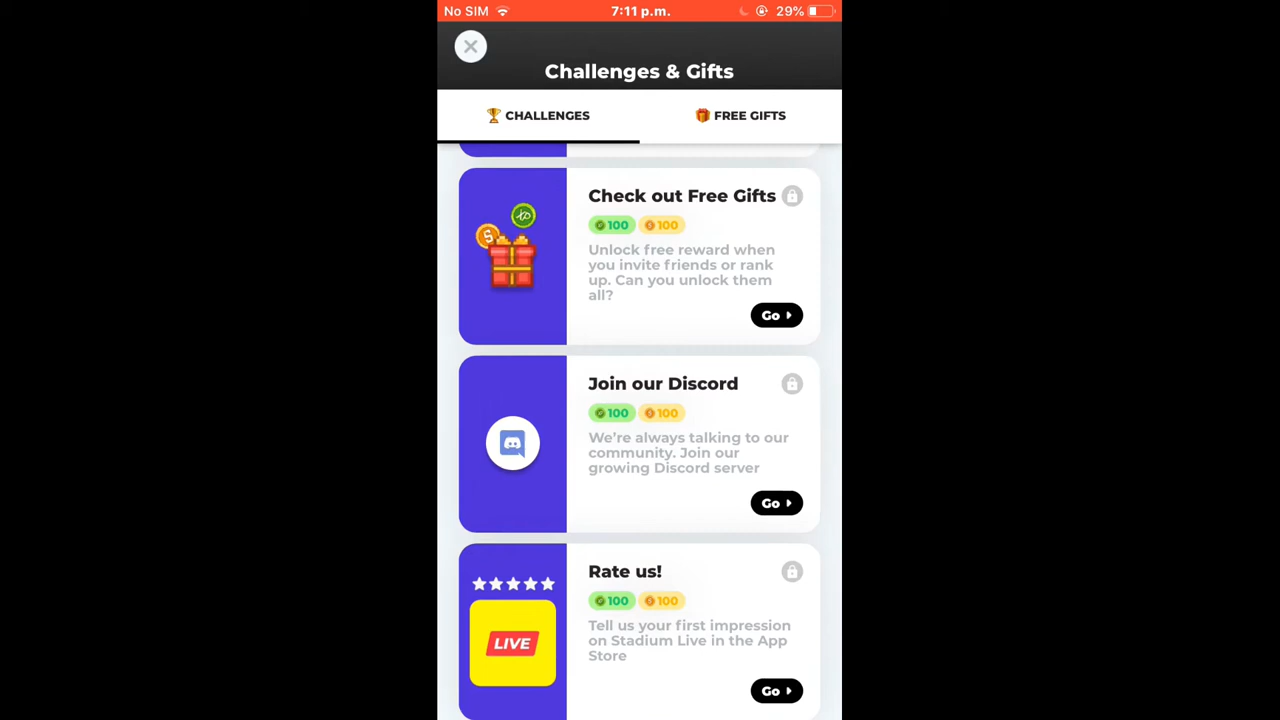 No SIM 7:11 p.m. 29%
Challenges & Gifts
CHALLENGES FREE GIFTS
Check out Free Gifts
100 100
Unlock free reward when
you invite friends or rank
up. Can you unlock them
all?
Go
Join our Discord
100 100
We’re always talking to our
community. Join our
growing Discord server
Go
Rate us!
100 100
Tell us your first impression
on Stadium Live in the App
Store
LIVE
Go